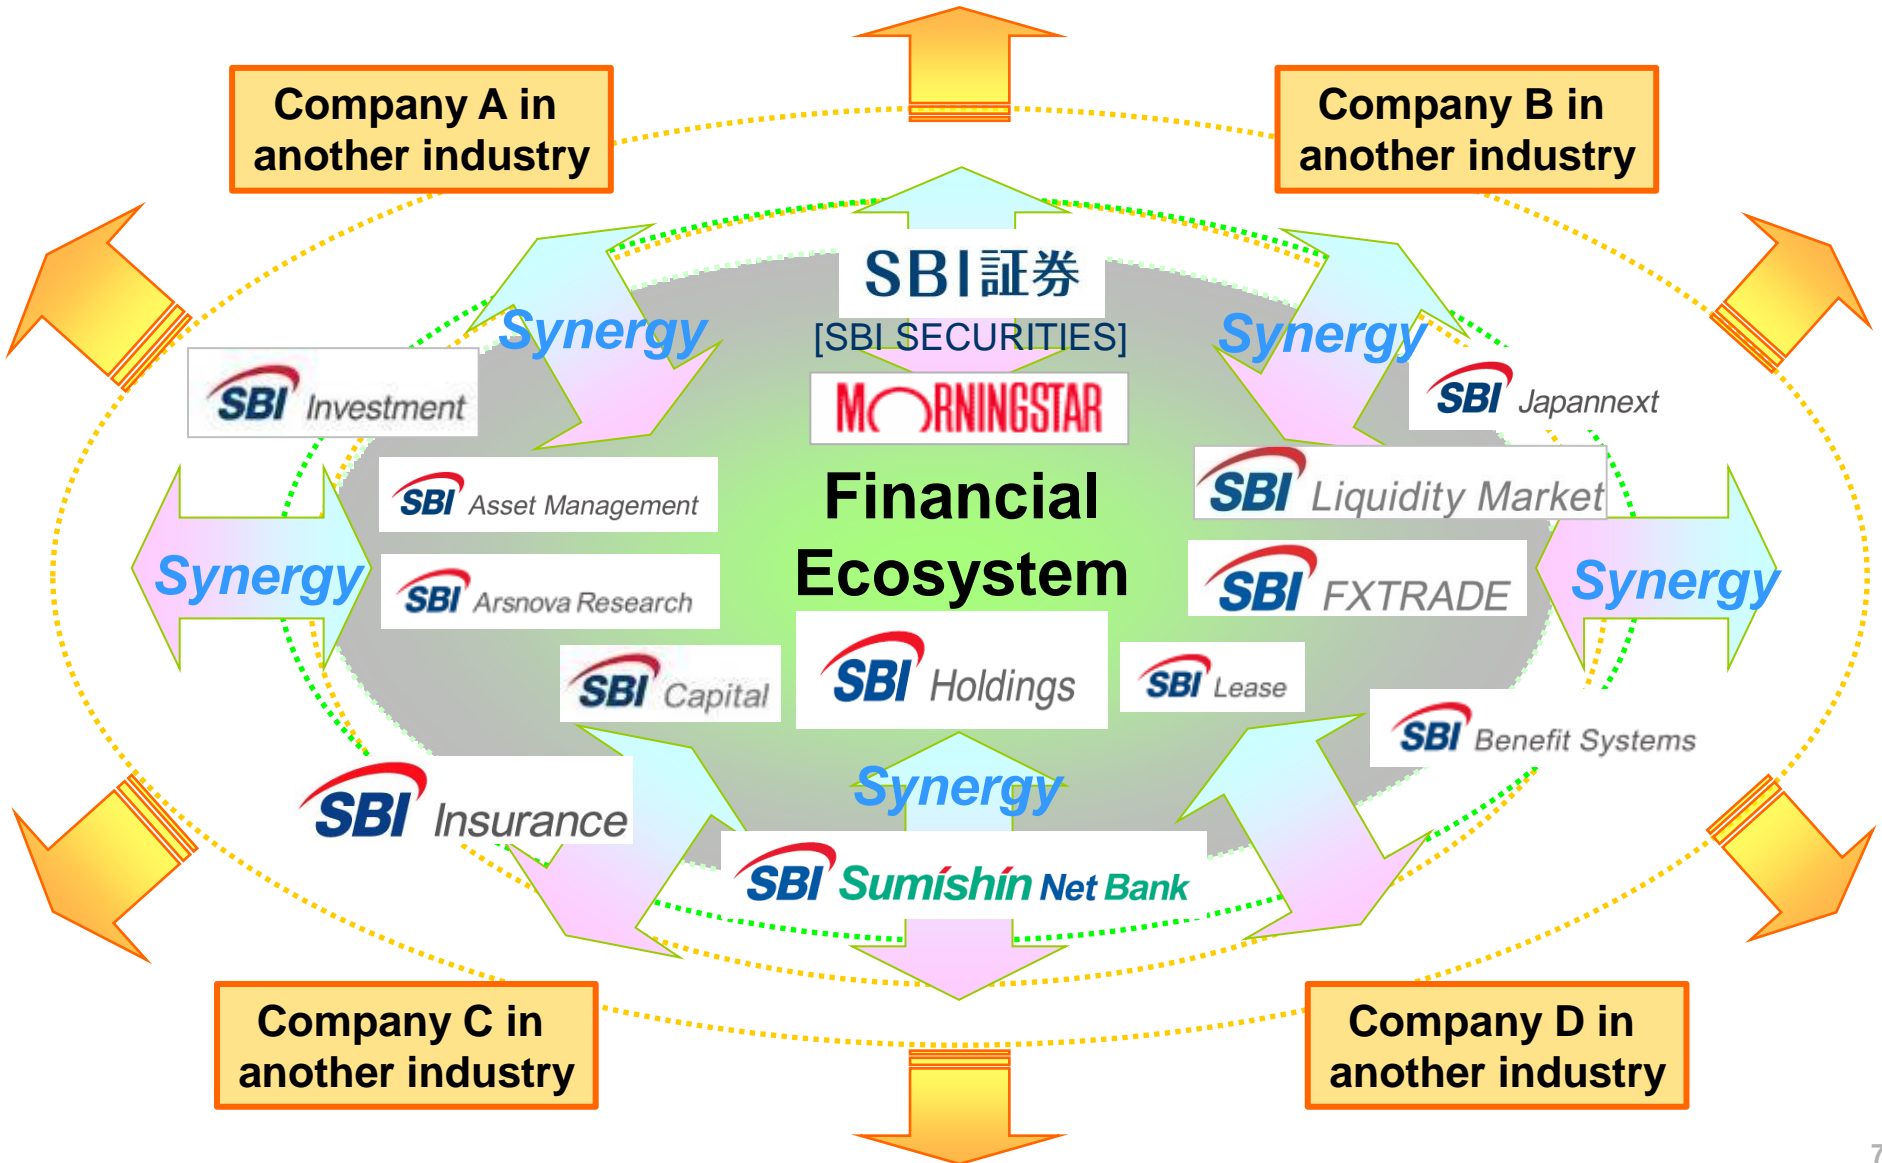 Company A in
another industry
Company B in
another industry
SBI証券
[SBI SECURITIES]
Synergy
Synergy
SBI Investment
MORNINGSTAR
SBI Japannext
SBI Asset Management
Financial
Ecosystem
SBI Liquidity Market
Synergy
SBI Arsnova Research
SBI FXTRADE
Synergy
SBI Capital
SBI Holdings
SBI Lease
SBI Benefit Systems
SBI Insurance
Synergy
SBI Sumishin Net Bank
Company C in
another industry
Company D in
another industry
7